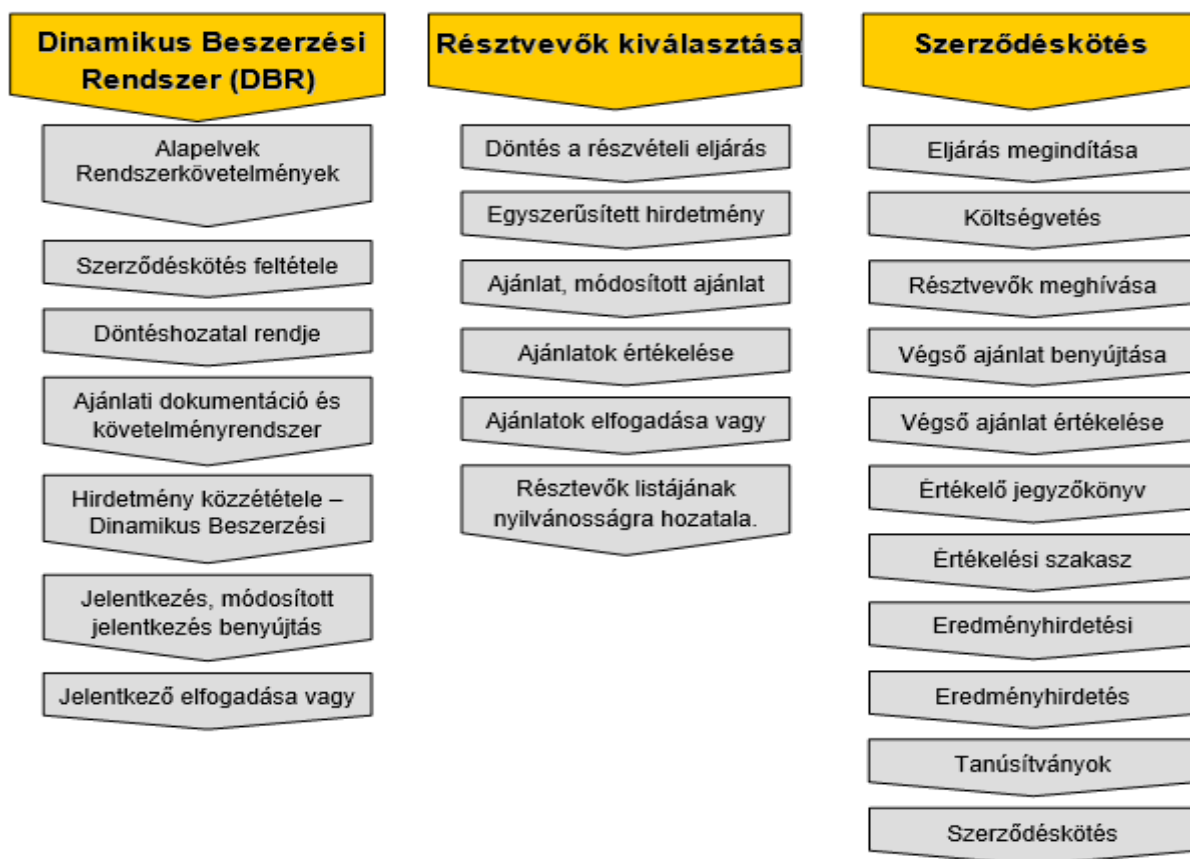 Dinamikus Beszerzési
Rendszer (DBR)
Alapelvek
Rendszerkövetelmények
Szerződéskötés feltétele
Döntéshozatal rendje
Ajánlati dokumentáció és
követelményrendszer
Hirdetmény közzététele –
Dinamikus Beszerzési
Jelentkezés, módosított
jelentkezés benyújtás
Jelentkező elfogadása vagy
Résztvevők kiválasztása
Döntés a részvételi eljárás
Egyszerűsített hirdetmény
Ajánlat, módosított ajánlat
Ajánlatok értékelése
Ajánlatok elfogadása vagy
Résztevők listájának
nyilvánosságra hozatala.
Szerződéskötés
Eljárás megindítása
Költségvetés
Résztvevők meghívása
Végső ajánlat benyújtása
Végső ajánlat értékelése
Értékelő jegyzőkönyv
Értékelési szakasz
Eredményhirdetési
Eredményhirdetés
Tanúsítványok
Szerződéskötés